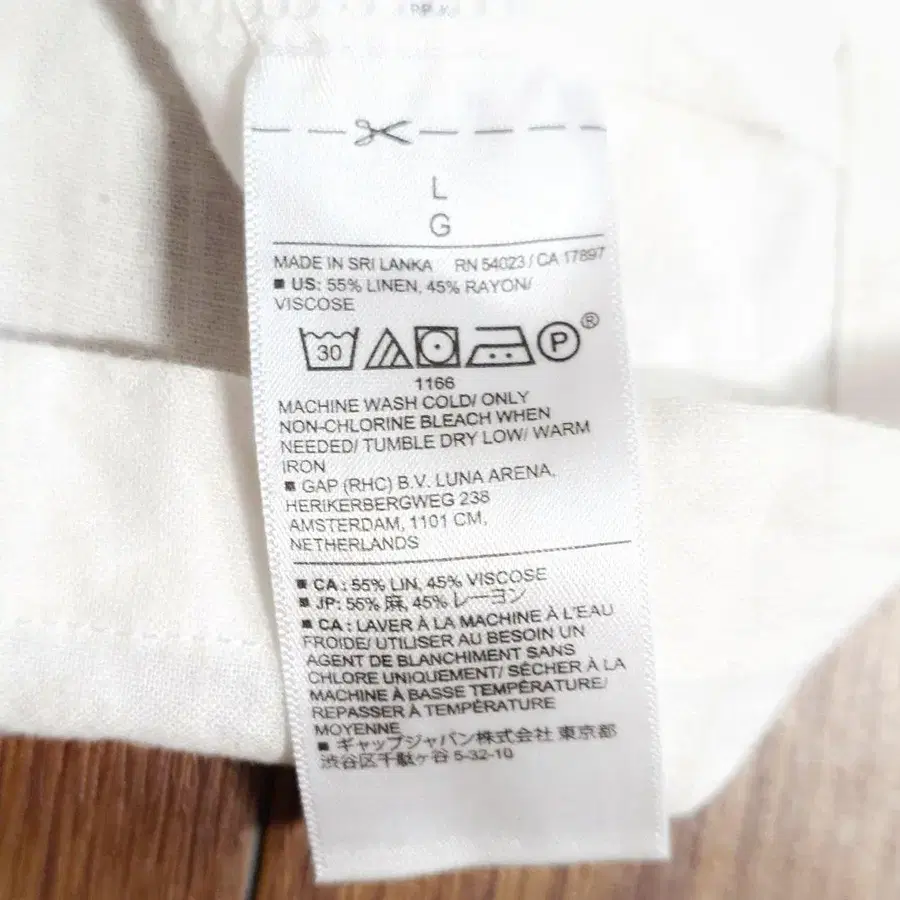 L
G
MADE IN SRI LANKA RN 54023 / CA 17897
■ US: 55% LINEN, 45% RAYON/
VISCOSE
30 P ®
1166
MACHINE WASH COLD/ ONLY
NON-CHLORINE BLEACH WHEN
NEEDED/ TUMBLE DRY LOW/ WARM
IRON
■ GAP (RHC) B.V. LUNA ARENA,
HERIKERBERGWEG 238
AMSTERDAM, 1101 CM,
NETHERLANDS
■ CA : 55% LIN, 45% VISCOSE
■ JP: 55% 麻, 45% レーヨン
■ CA : LAVER À LA MACHINE À L'EAU
FROIDE/ UTILISER AU BESOIN UN
AGENT DE BLANCHIMENT SANS
CHLORE UNIQUEMENT/ SÉCHER À LA
MACHINE À BASSE TEMPÉRATURE/
REPASSER À TEMPÉRATURE
MOYENNE
■ ギャップジャパン株式会社 東京都
渋谷区千駄ヶ谷 5-32-10